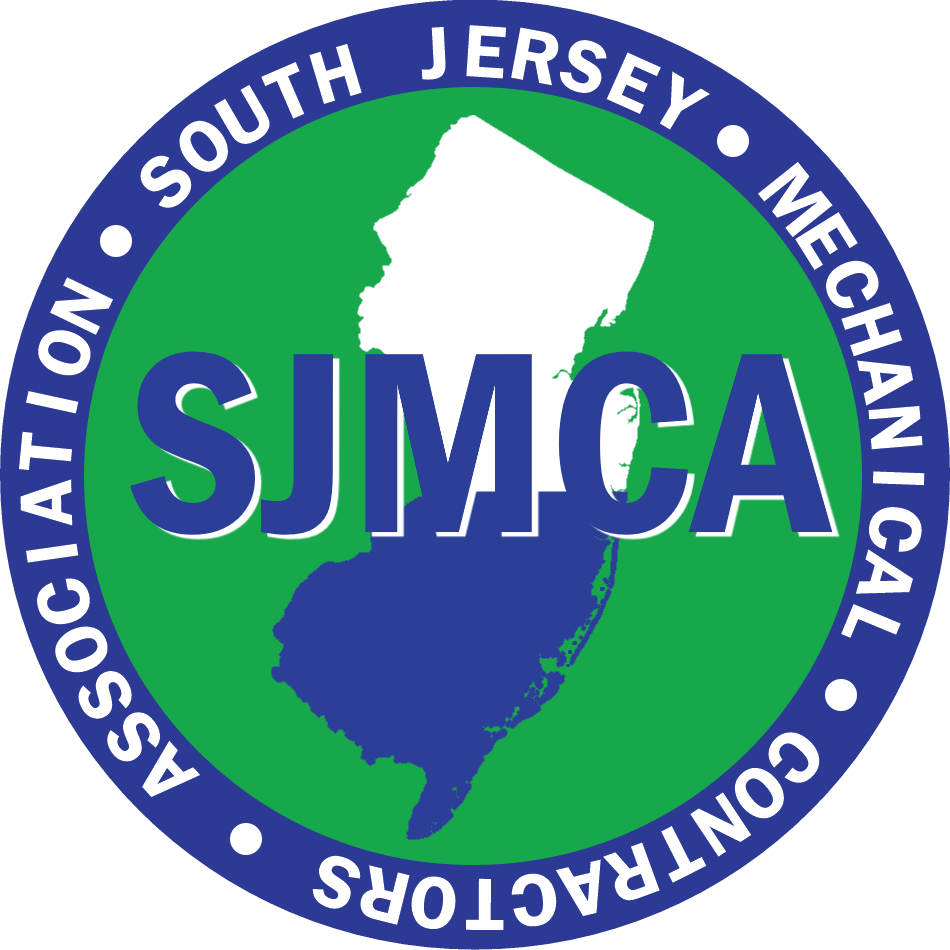 SOUTH JERSEY • MECHANICAL • CONTRACTORS • ASSOCIATION •
SJMCA